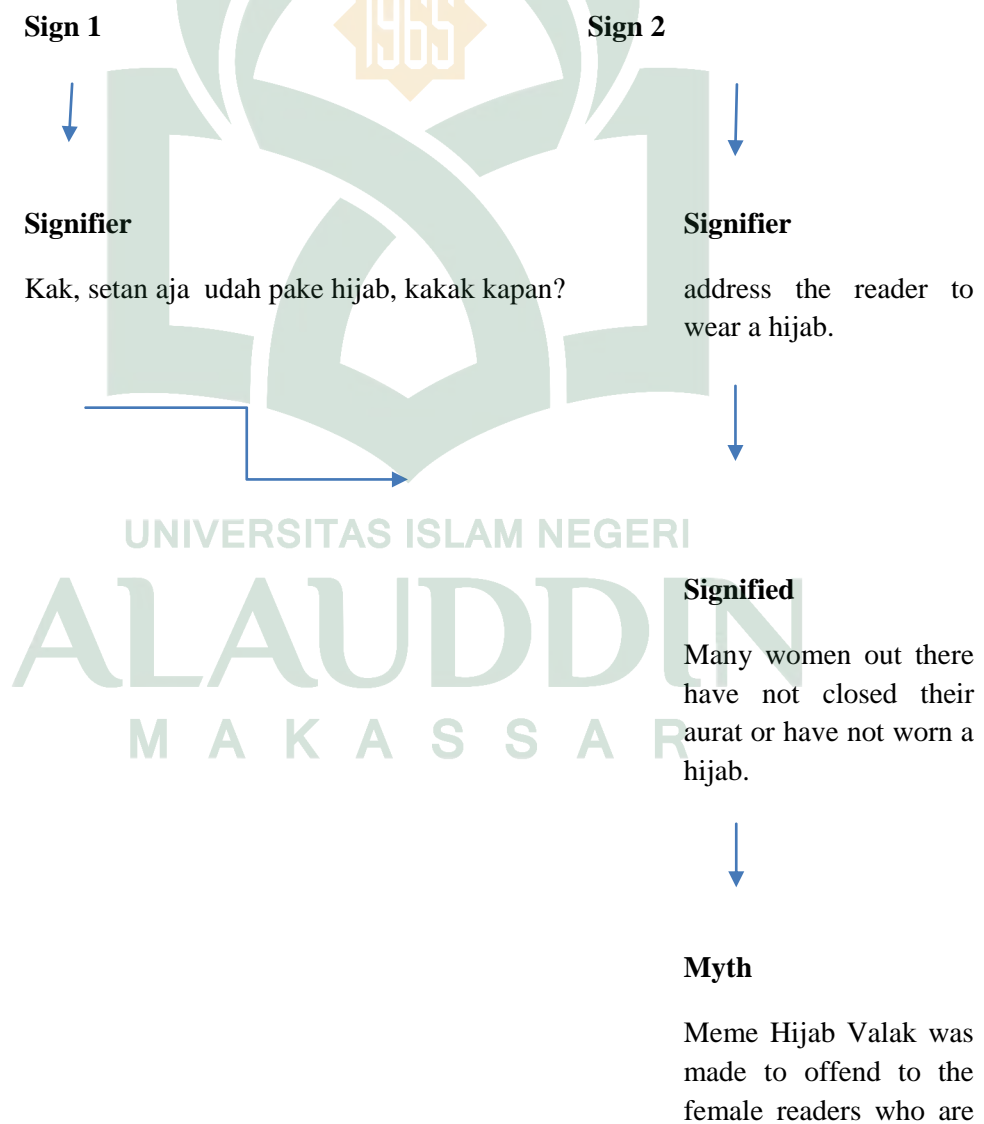 1965
Sign 1 Sign 2
Signifier Signifier
Kak, setan aja udah pake hijab, kakak kapan? address the reader to
wear a hijab.
UNIVERSITAS ISLAM NEGERI
ALAUDDIN
MAKASSAR
Signified
Many women out there
have not closed their
aurat or have not worn a
hijab.
Myth
Meme Hijab Valak was
made to offend to the
female readers who are